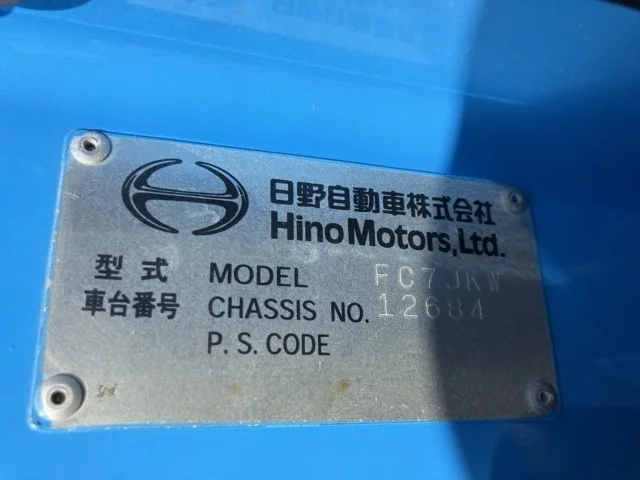 日野自動車株式会社
Hino Motors, Ltd.
型式 MODEL FC7JKW
車台番号 CHASSIS NO. 12684
P. S. CODE